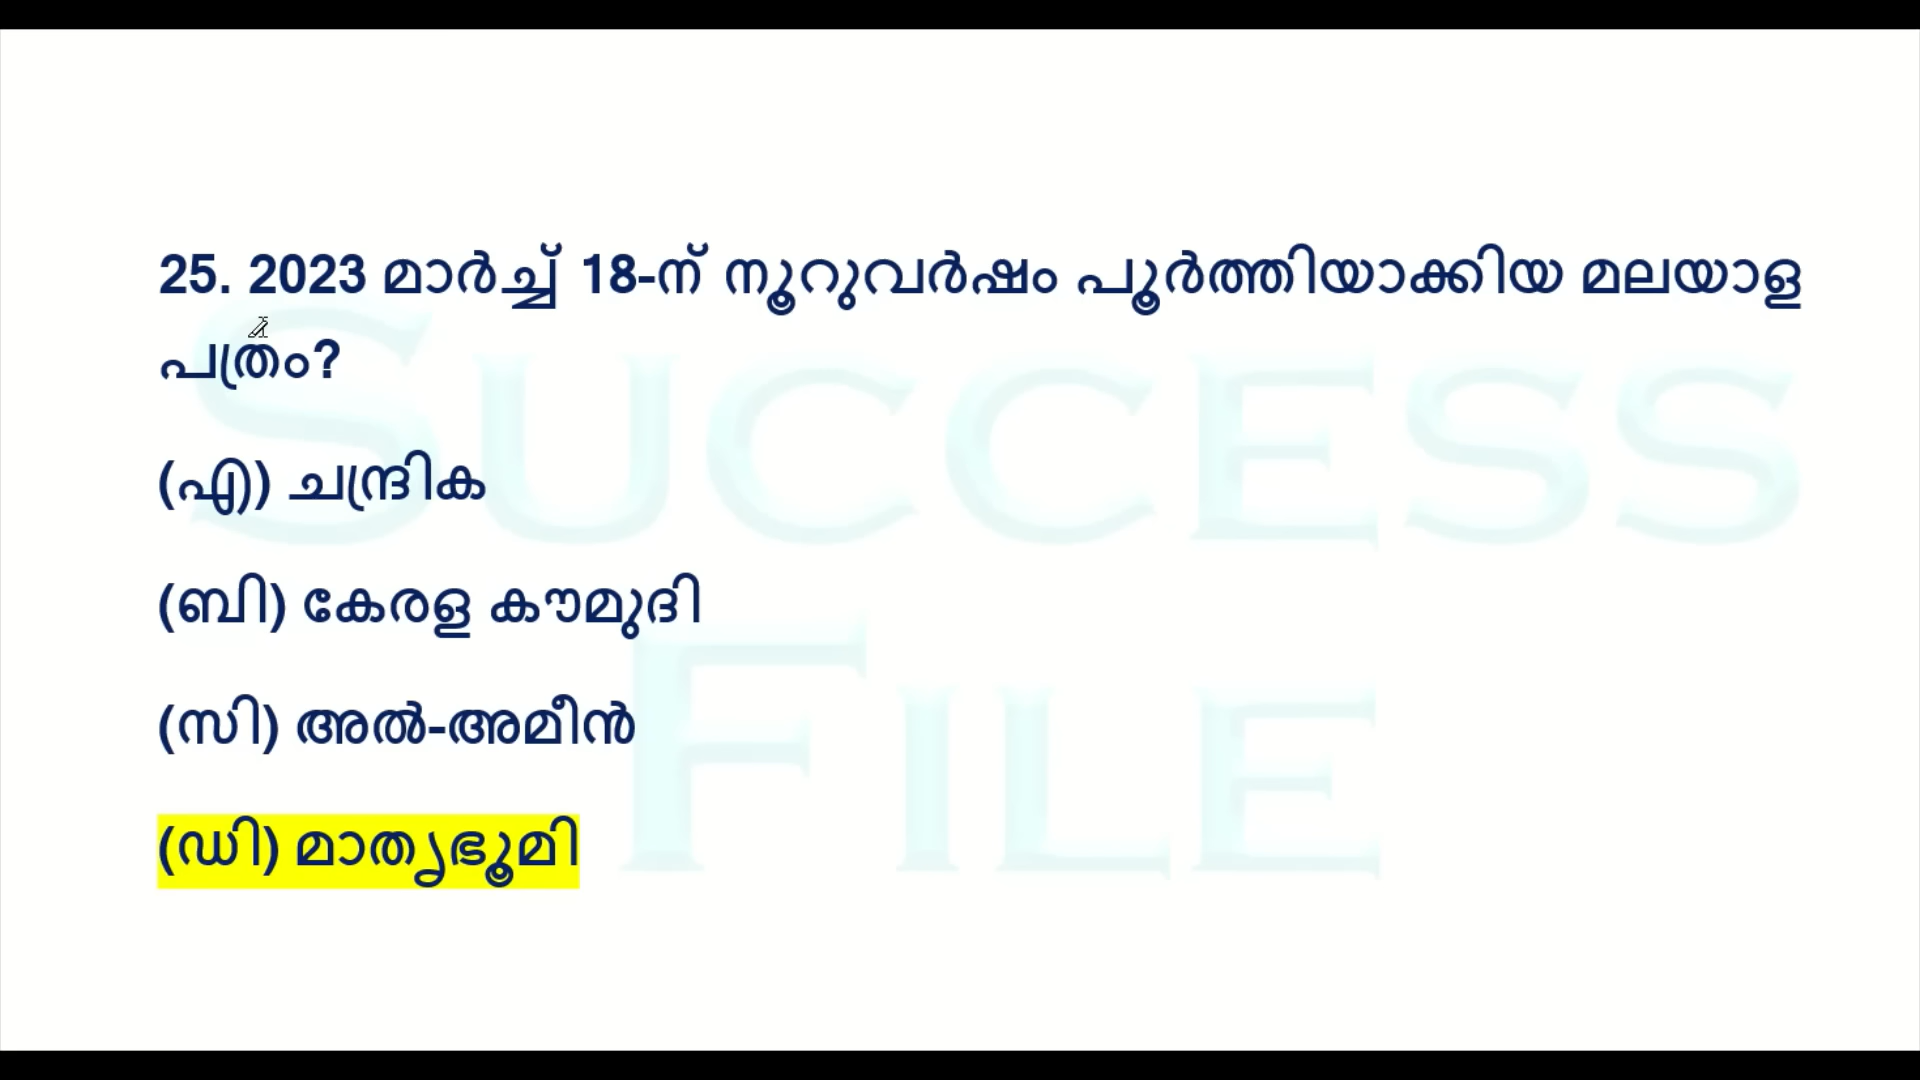 25. 2023 മാർച്ച് 18-ന് നൂറുവർഷം പൂർത്തിയാക്കിയ മലയാള
പത്രം?
(എ) ചന്ദ്രിക
(ബി) കേരള കൗമുദി
(സി) അൽ-അമീൻ
(ഡി) മാതൃഭൂമി
SUCCESS
FILE